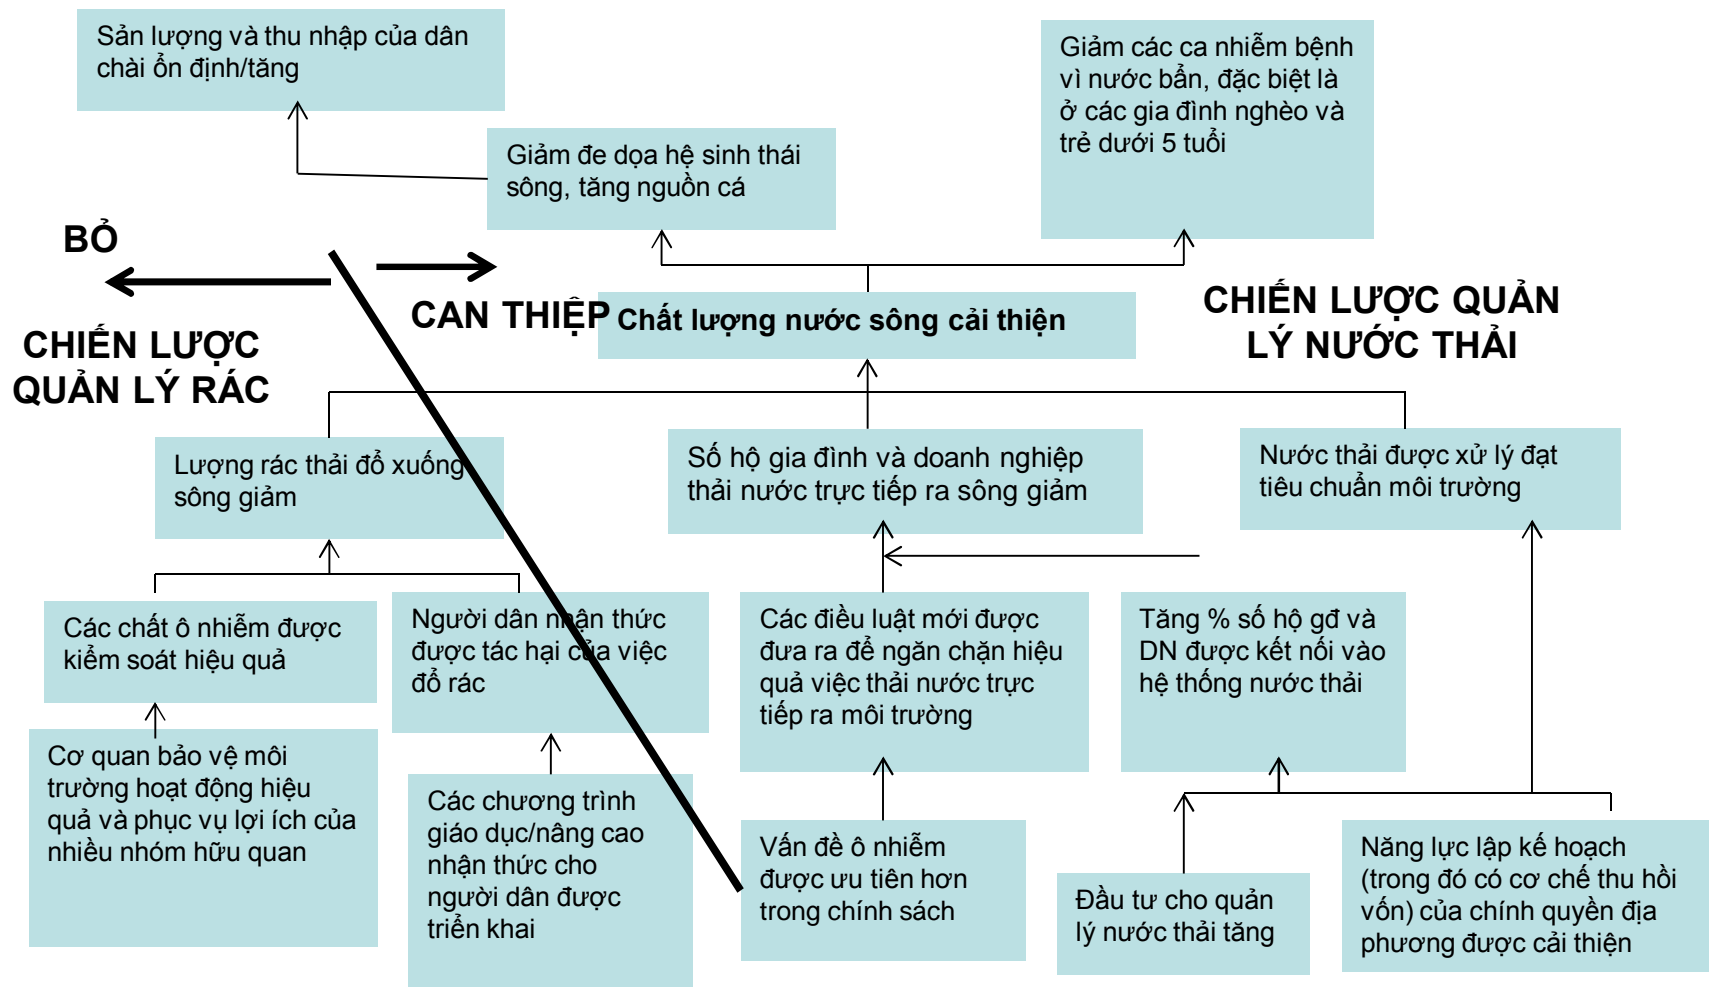 Sản lượng và thu nhập của dân
chài ổn định/tăng
Giảm các ca nhiễm bệnh
vì nước bẩn, đặc biệt là
ở các gia đình nghèo và
trẻ dưới 5 tuổi
Giảm đe dọa hệ sinh thái
sông, tăng nguồn cá
BỎ
CAN THIỆP
CHIẾN LƯỢC
QUẢN LÝ RÁC
Chất lượng nước sông cải thiện
CHIẾN LƯỢC QUẢN
LÝ NƯỚC THẢI
Lượng rác thải đổ xuống
sông giảm
Số hộ gia đình và doanh nghiệp
thải nước trực tiếp ra sông giảm
Nước thải được xử lý đạt
tiêu chuẩn môi trường
Các chất ô nhiễm được
kiểm soát hiệu quả
Người dân nhận thức
được tác hại của việc
đổ rác
Các điều luật mới được
đưa ra để ngăn chặn hiệu
quả việc thải nước trực
tiếp ra môi trường
Tăng % số hộ gđ và
DN được kết nối vào
hệ thống nước thải
Cơ quan bảo vệ môi
trường hoạt động hiệu
quả và phục vụ lợi ích của
nhiều nhóm hữu quan
Các chương trình
giáo dục/nâng cao
nhận thức cho
người dân được
triển khai
Vấn đề ô nhiễm
được ưu tiên hơn
trong chính sách
Đầu tư cho quản
lý nước thải tăng
Năng lực lập kế hoạch
(trong đó có cơ chế thu hồi
vốn) của chính quyền địa
phương được cải thiện